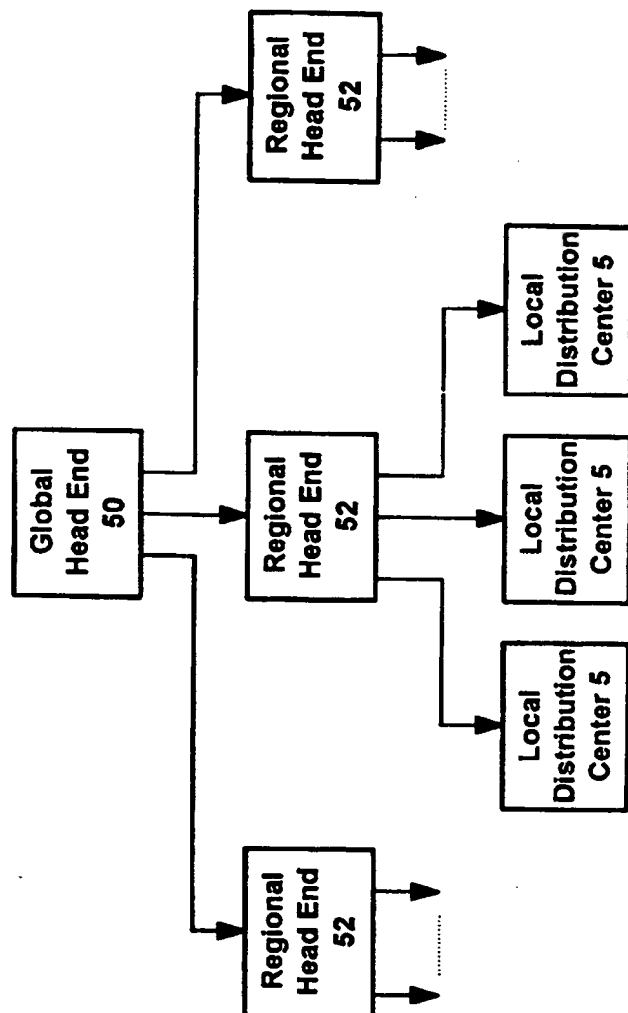 Global
Head End
50
Regional
Head End
52
Regional
Head End
52
Regional
Head End
52
Local
Distribution
Center 5
Local
Distribution
Center 5
Local
Distribution
Center 5